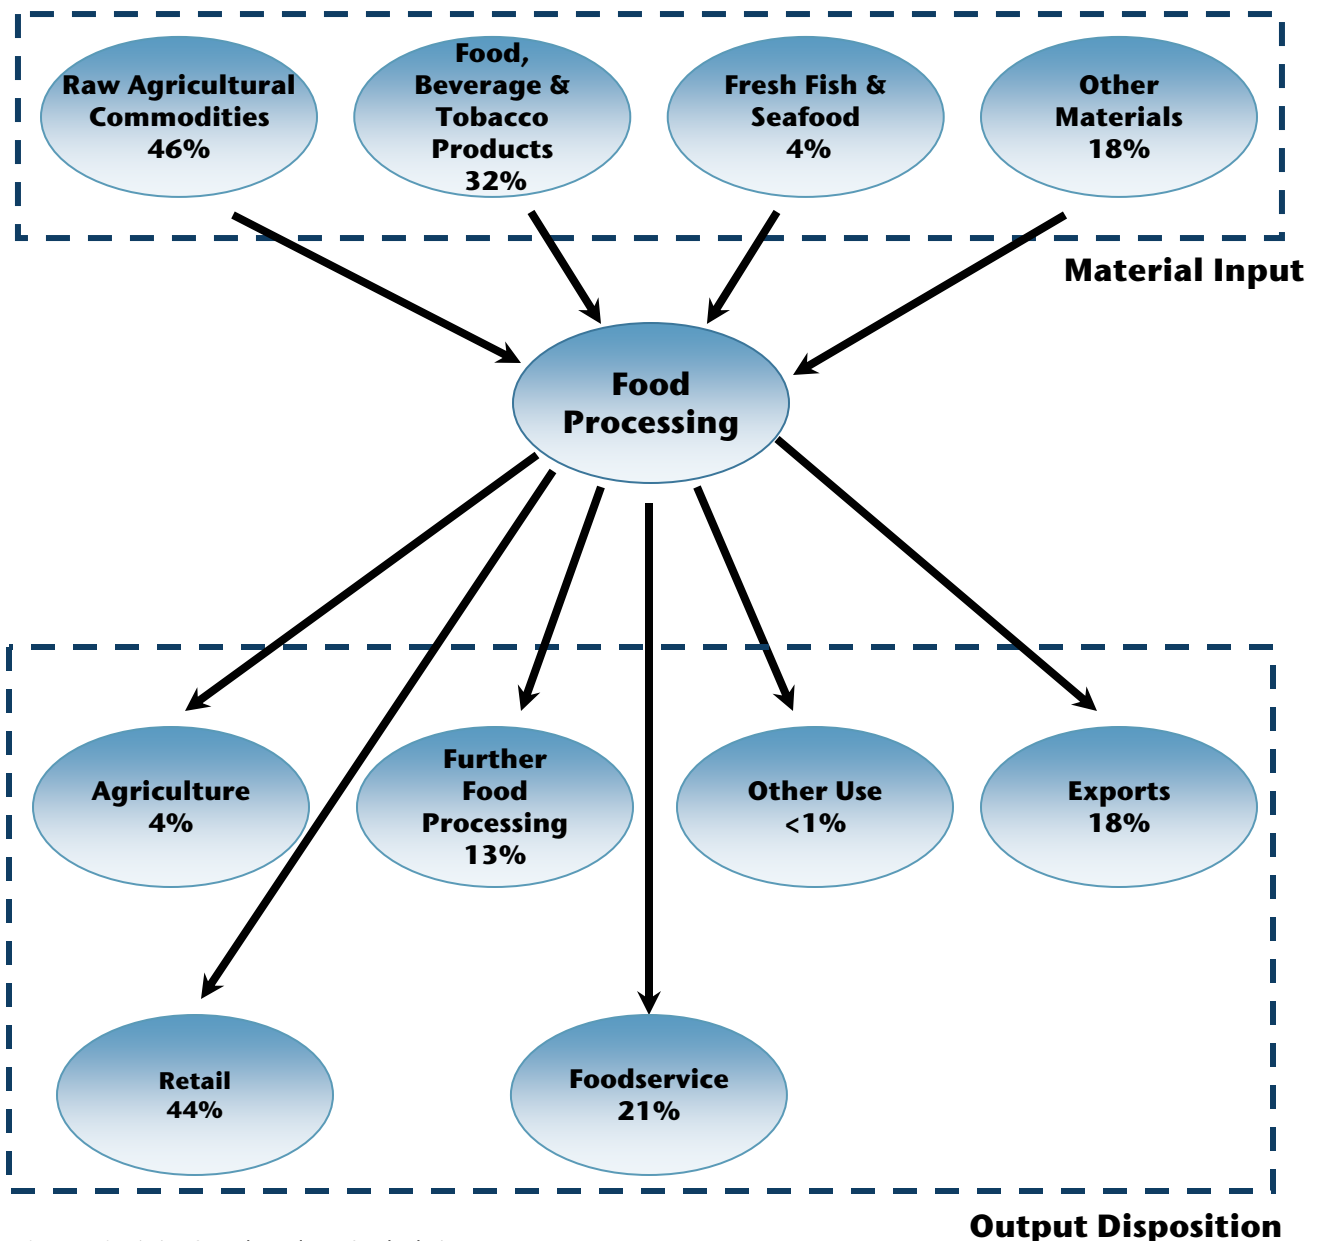 Raw Agricultural
Commodities
46%
Food,
Beverage &
Tobacco
Products
32%
Fresh Fish &
Seafood
4%
Other
Materials
18%
Material Input
Food
Processing
Agriculture
4%
Further
Food
Processing
13%
Other Use
<1%
Exports
18%
Retail
44%
Foodservice
21%
Output Disposition